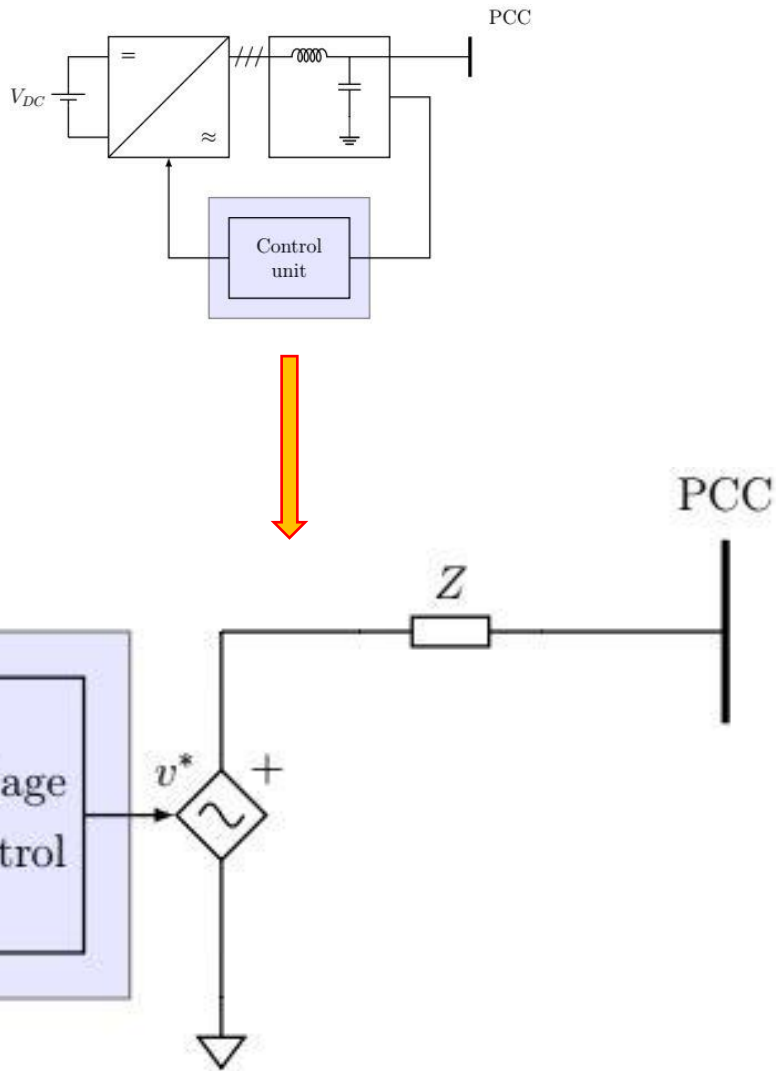 PCC
=
V_DC
≈
Control
unit
PCC
Z
v*
+
age
trol